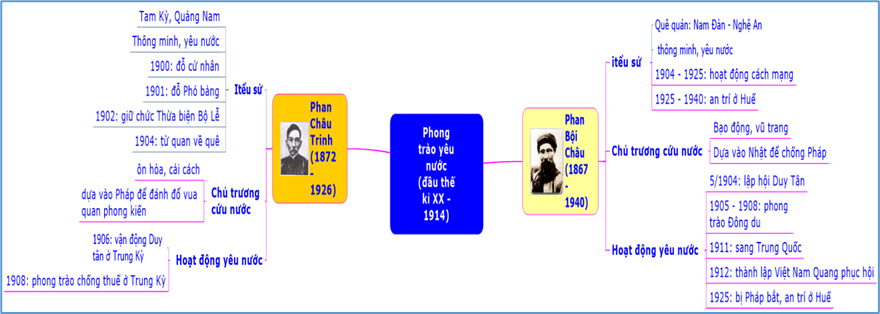 Phong
trào yêu
nước
(đầu thế
kỉ XX -
1914)
Phan
Châu
Trinh
(1872
-
1926)
Itểu sử
Tam Kỳ, Quảng Nam
Thông minh, yêu nước
1900: đỗ cử nhân
1901: đỗ Phó bảng
1902: giữ chức Thừa biện Bộ Lễ
1904: từ quan về quê
Chủ trương
cứu nước
ôn hòa, cải cách
dựa vào Pháp để đánh đổ vua
quan phong kiến
Hoạt động yêu nước
1906: vận động Duy
tân ở Trung Kỳ
1908: phong trào chống thuế ở Trung Kỳ
Phan
Bội
Châu
(1867
-
1940)
itểu sử
Quê quán: Nam Đàn - Nghệ An
thông minh, yêu nước
1904 - 1925: hoạt động cách mạng
1925 - 1940: an trí ở Huế
Chủ trương cứu nước
Bạo động, vũ trang
Dựa vào Nhật để chống Pháp
Hoạt động yêu nước
5/1904: lập hội Duy Tân
1905 - 1908: phong
trào Đông du
1911: sang Trung Quốc
1912: thành lập Việt Nam Quang phục hội
1925: bị Pháp bắt, an trí ở Huế